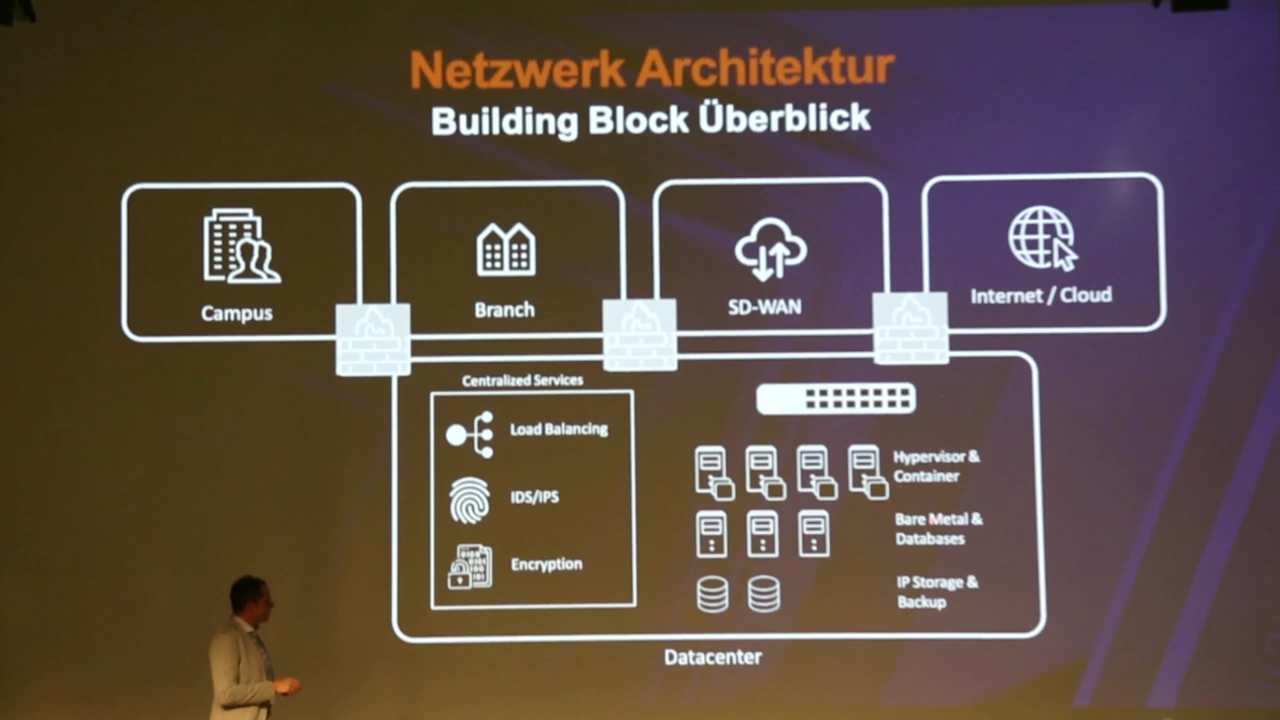 Netzwerk Architektur
Building Block Überblick
Campus
Branch
SD-WAN
Internet / Cloud
Centralized Services
Load Balancing
IDS/IPS
Encryption
Hypervisor &
Container
Bare Metal &
Databases
IP Storage &
Backup
Datacenter